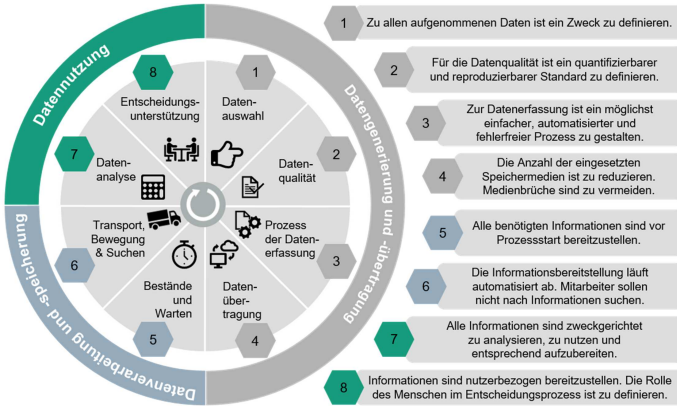 Datennutzung
Datengenerierung und -übertragung
Datenverarbeitung und -speicherung
1
Daten-
auswahl
2
Daten-
qualität
3
Prozess
der Daten-
erfassung
4
Daten-
über-
tragung
5
Bestände
und
Warten
6
Transport,
Bewegung
& Suchen
7
Daten-
analyse
8
Entscheidungs-
unterstützung
1
Zu allen aufgenommenen Daten ist ein Zweck zu definieren.
2
Für die Datenqualität ist ein quantifizierbarer
und reproduzierbarer Standard zu definieren.
3
Zur Datenerfassung ist ein möglichst
einfacher, automatisierter und
fehlerfreier Prozess zu gestalten.
4
Die Anzahl der eingesetzten
Speichermedien ist zu reduzieren.
Medienbrüche sind zu vermeiden.
5
Alle benötigten Informationen sind vor
Prozessstart bereitzustellen.
6
Die Informationsbereitstellung läuft
automatisiert ab. Mitarbeiter sollen
nicht nach Informationen suchen.
7
Alle Informationen sind zweckgerichtet
zu analysieren, zu nutzen und
entsprechend aufzubereiten.
8
Informationen sind nutzerbezogen bereitzustellen. Die Rolle
des Menschen im Entscheidungsprozess ist zu definieren.